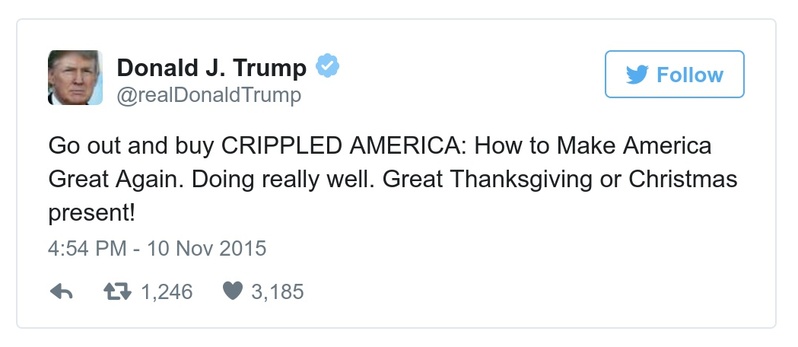 Donald J. Trump
Follow
@realDonaldTrump
Go out and buy CRIPPLED AMERICA: How to Make America
Great Again. Doing really well. Great Thanksgiving or Christmas
present!
4:54 PM - 10 Nov 2015
1,246 3,185